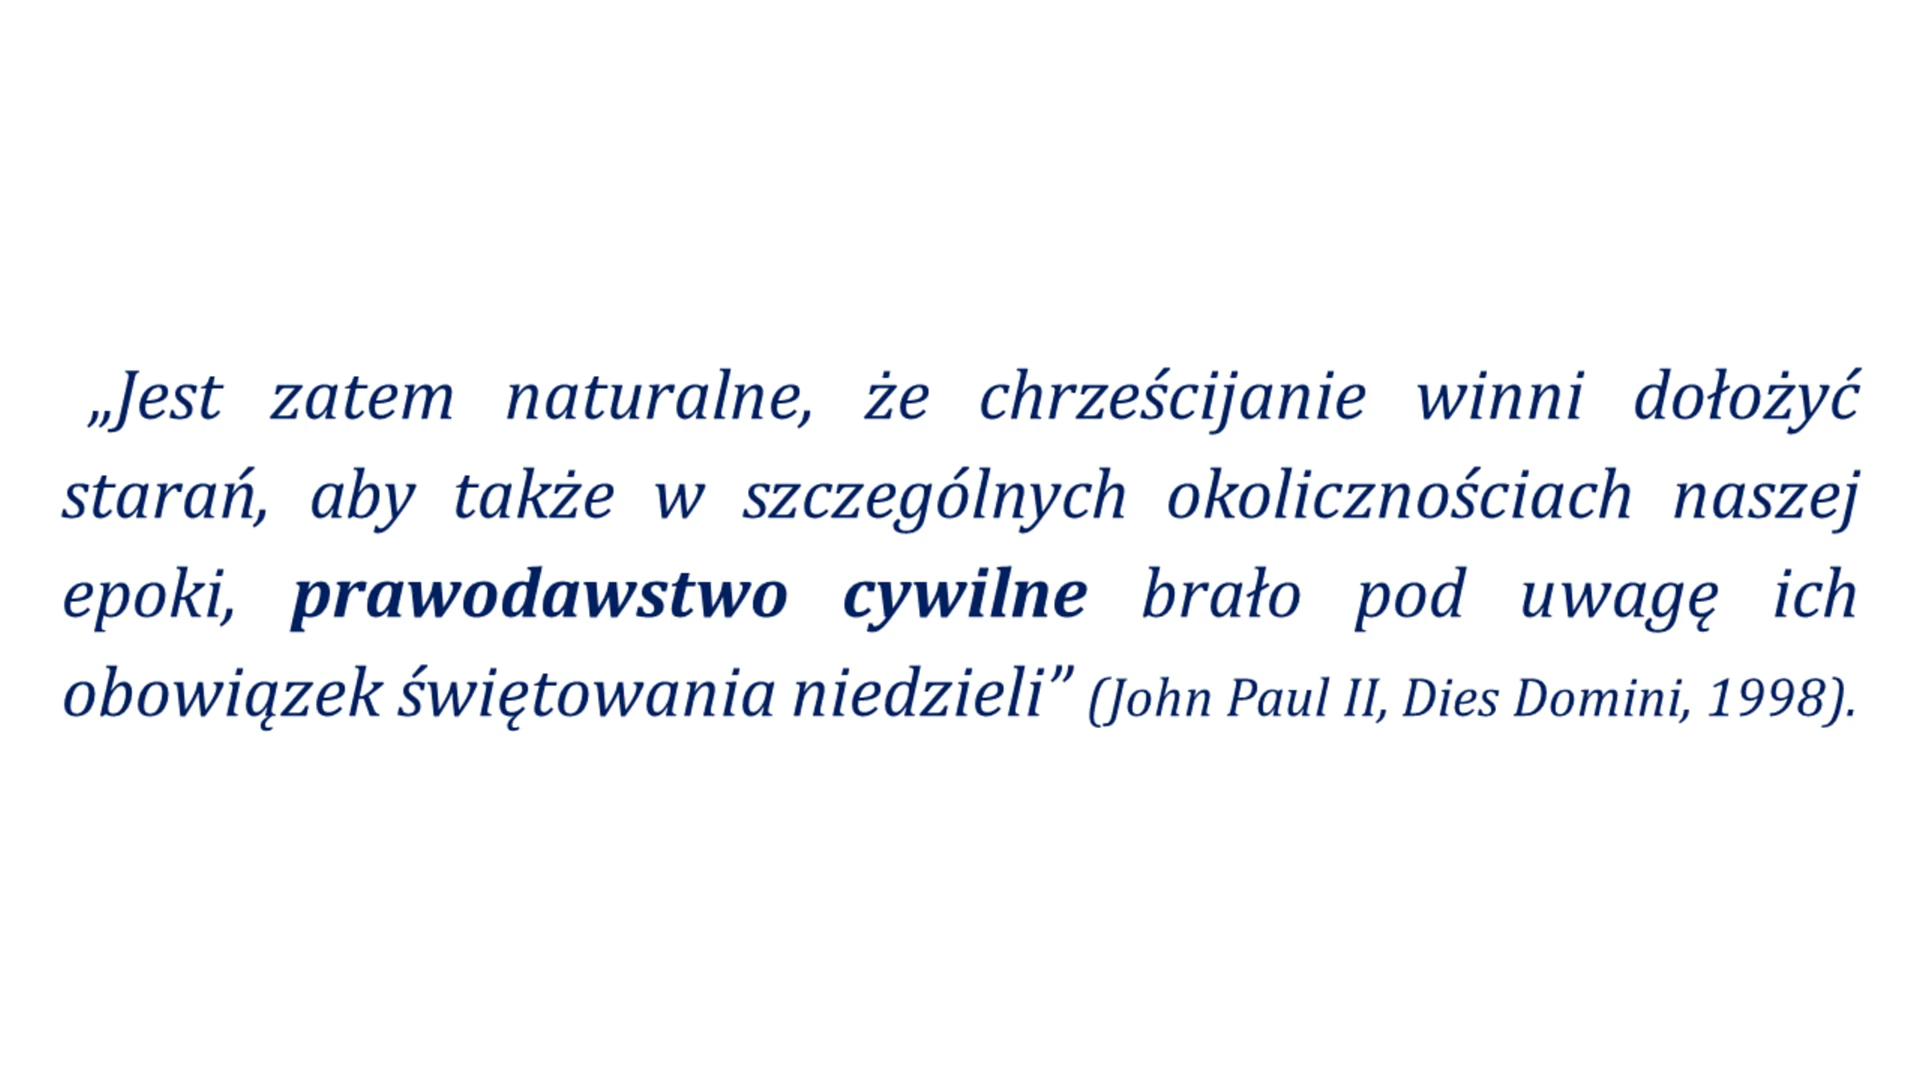 „Jest zatem naturalne, że chrześcijanie winni dołożyć
starań, aby także w szczególnych okolicznościach naszej
epoki, prawodawstwo cywilne brało pod uwagę ich
obowiązek świętowania niedzieli” (John Paul II, Dies Domini, 1998).